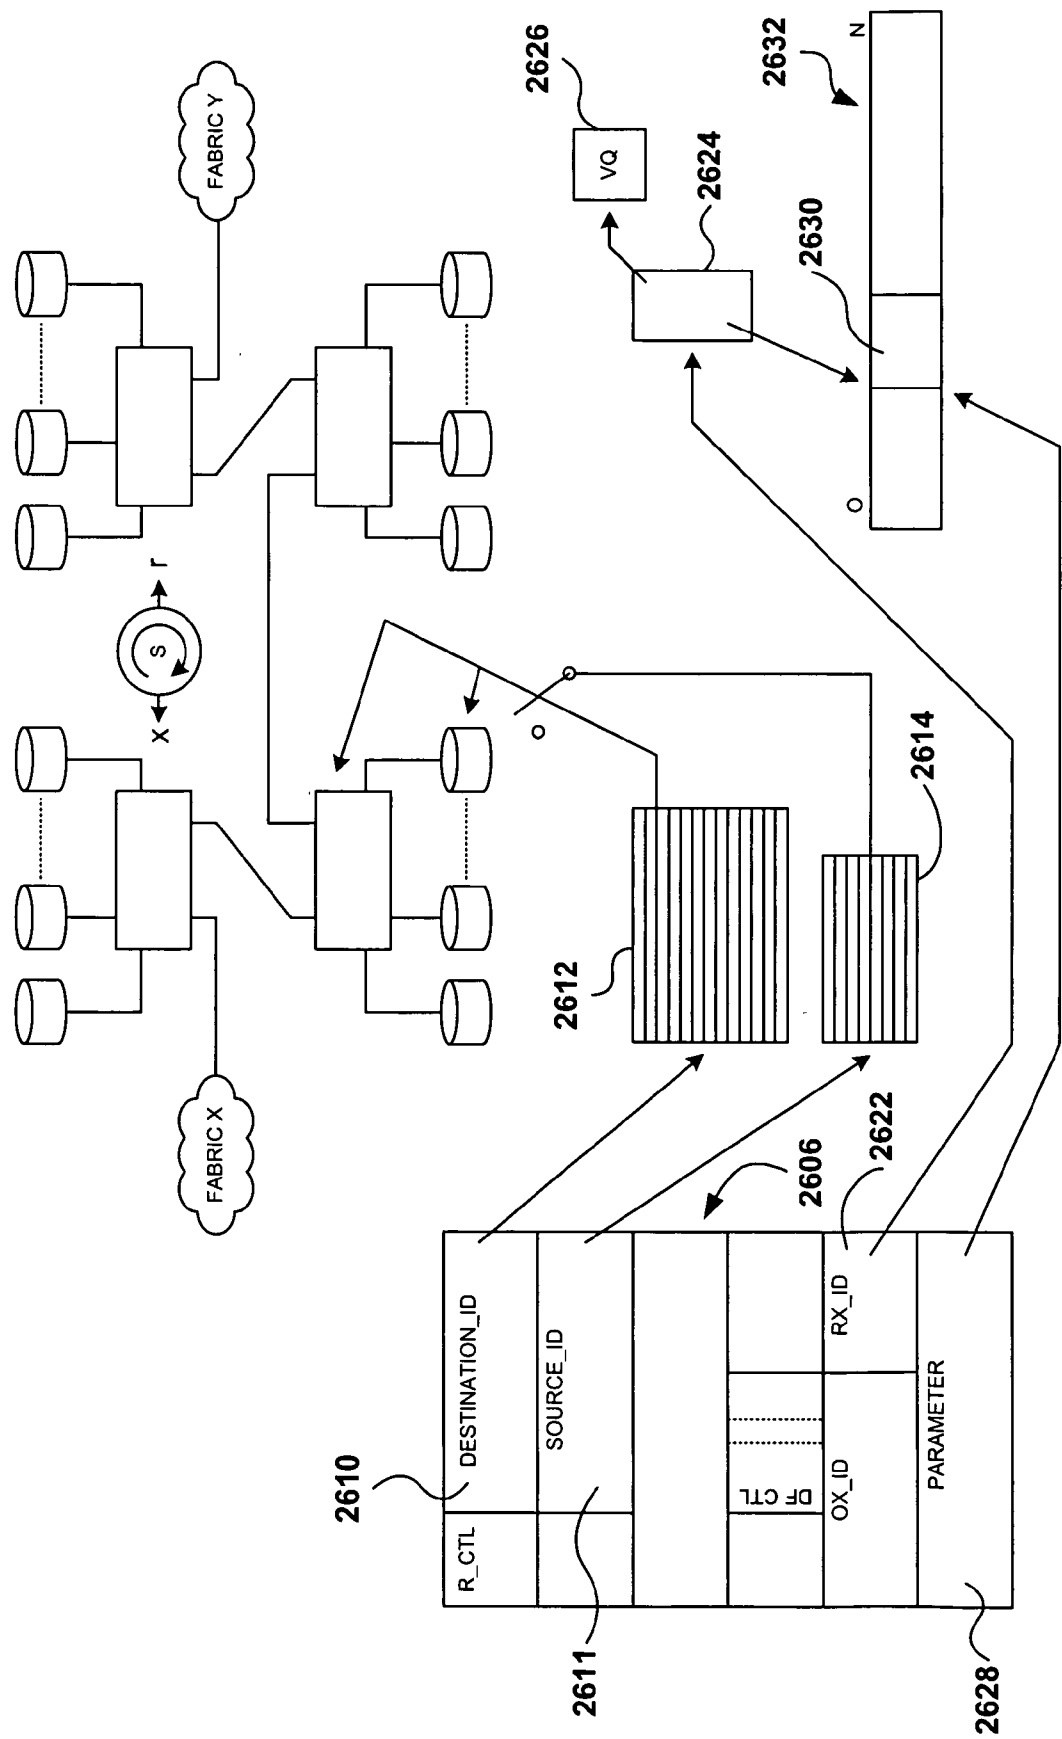 FABRIC X
FABRIC Y
X
S
r
2610
R_CTL
DESTINATION_ID
SOURCE_ID
2611
DF CTL
OX_ID
RX_ID
PARAMETER
2628
2606
2622
2612
2614
VQ
2626
2624
2630
2632
O
N